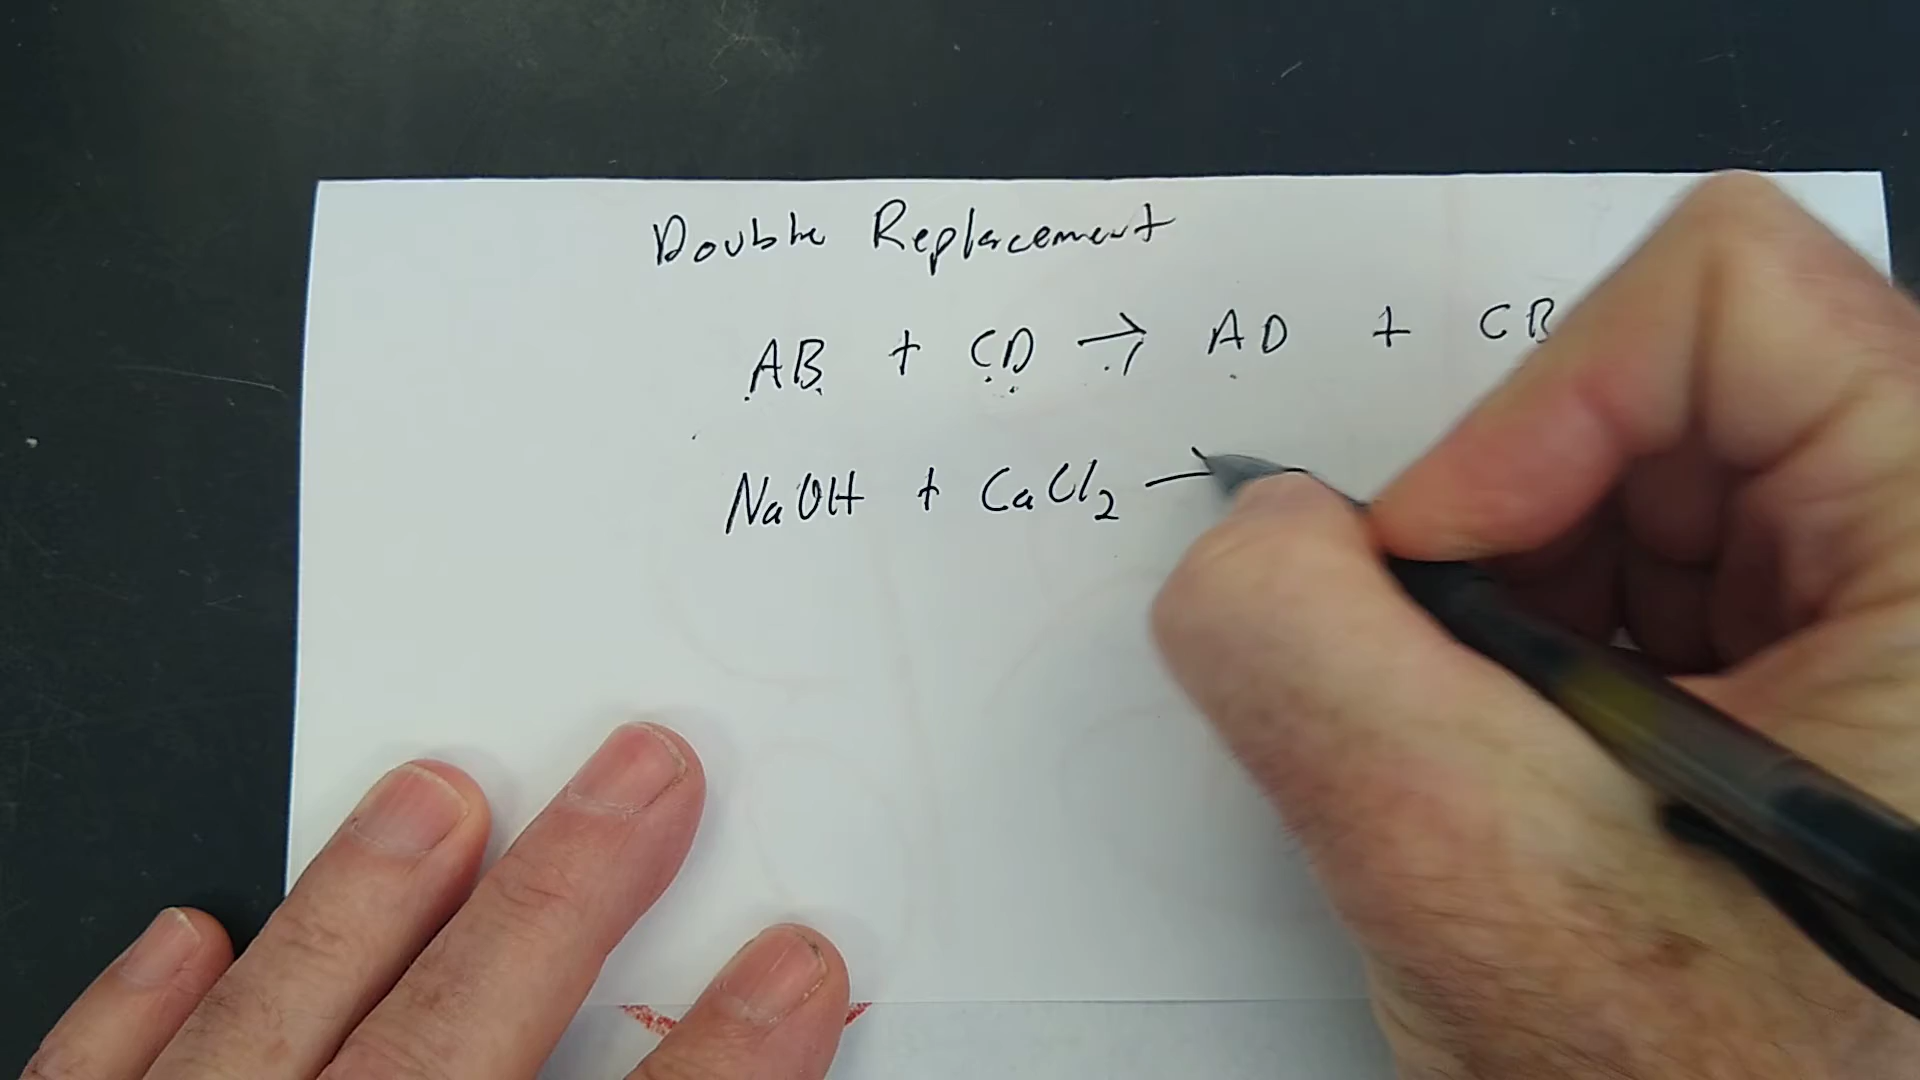 Double Replacement
AB + CD → AD + CB
NaOH + CaCl₂ —